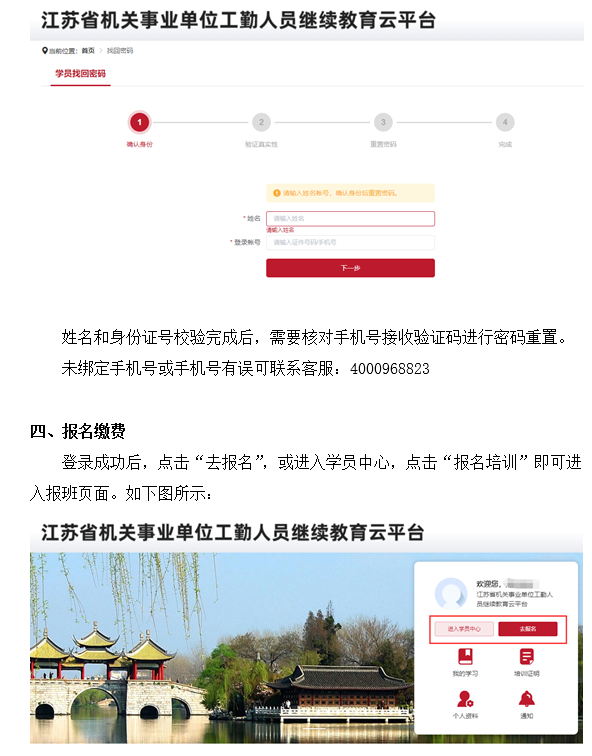 江苏省机关事业单位工勤人员继续教育云平台
当前位置：首页 > 找回密码
学员找回密码
1 2 3 4
确认身份 验证真实性 重置密码 完成
请输入姓名帐号，确认身份后重置密码。
* 姓名 请输入姓名
请输入姓名
* 登录帐号 请输入证件号码/手机号
下一步
姓名和身份证号校验完成后，需要核对手机号接收验证码进行密码重置。
未绑定手机号或手机号有误可联系客服：4000968823
四、报名缴费
登录成功后，点击“去报名”，或进入学员中心，点击“报名培训”即可进
入报班页面。如下图所示：
江苏省机关事业单位工勤人员继续教育云平台
欢迎您，
江苏省机关事业单位工勤人
员继续教育云平台
进入学员中心 去报名
我的学习 培训证明
个人资料 通知